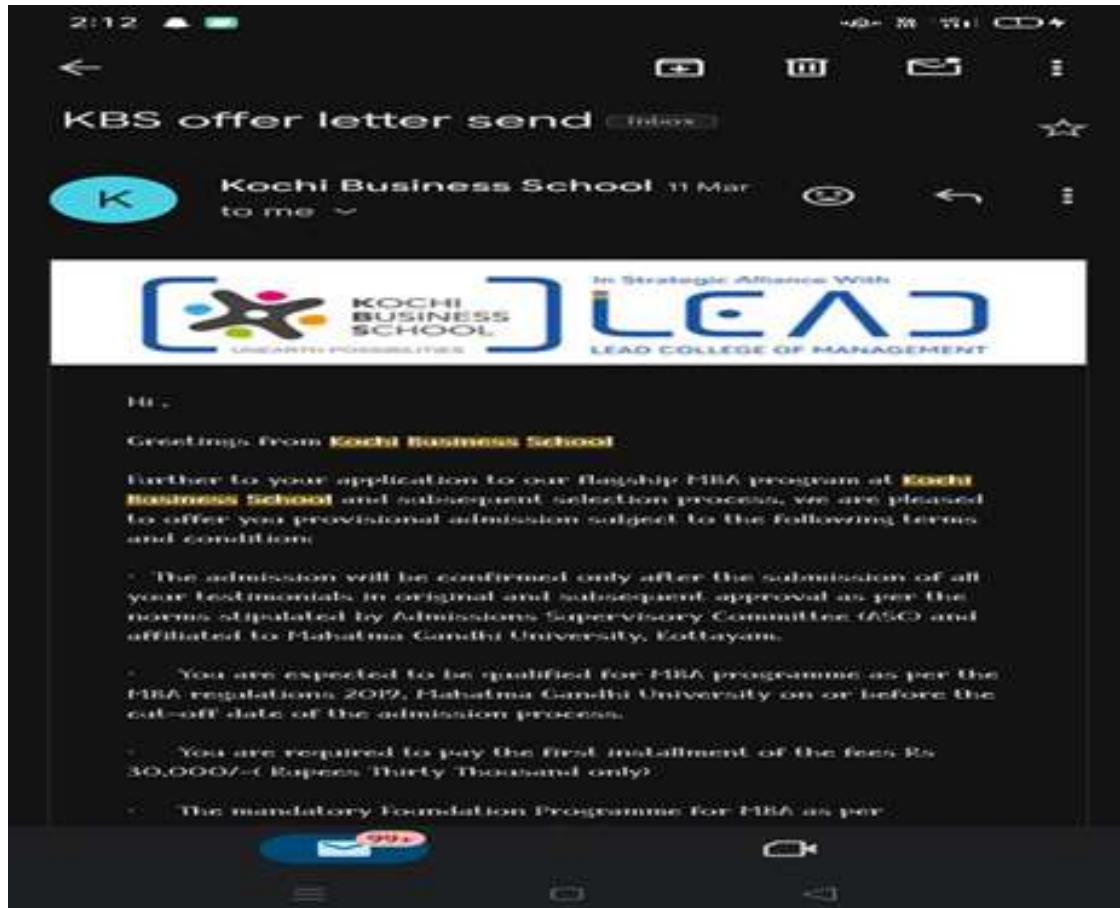 2:12
KBS offer letter send Inbox
K
Kochi Business School 11 Mar
to me
KOCHI
BUSINESS
SCHOOL
UNEARTH POSSIBILITIES
In Strategic Alliance With
LEAD
LEAD COLLEGE OF MANAGEMENT
Hi ,
Greetings from Kochi Business School
Further to your application to our flagship MBA program at Kochi
Business School and subsequent selection process, we are pleased
to offer you provisional admission subject to the following terms
and condition:
· The admission will be confirmed only after the submission of all
your testimonials in original and subsequent approval as per the
norms stipulated by Admissions Supervisory Committee (ASC) and
affiliated to Mahatma Gandhi University, Kottayam.
· You are expected to be qualified for MBA programme as per the
MBA regulations 2019, Mahatma Gandhi University on or before the
cut-off date of the admission process.
· You are required to pay the first installment of the fees Rs
30,000/-( Rupees Thirty Thousand only)
· The mandatory Foundation Programme for MBA as per
99+